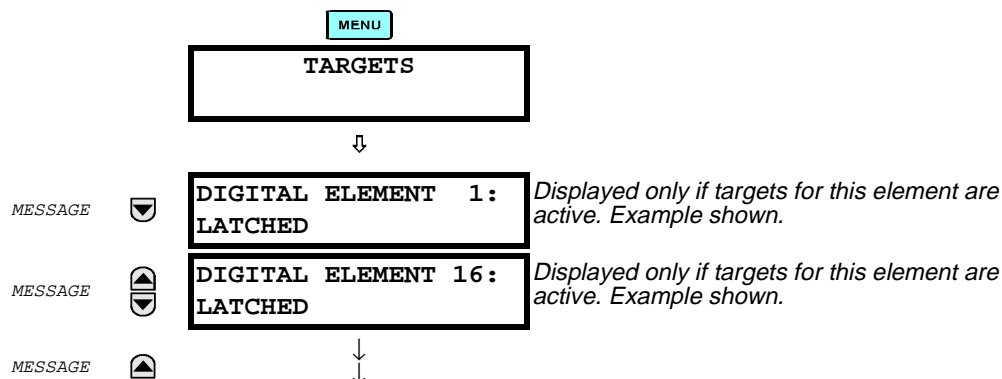 MENU
TARGETS
MESSAGE
DIGITAL ELEMENT 1:
LATCHED
Displayed only if targets for this element are
active. Example shown.
MESSAGE
DIGITAL ELEMENT 16:
LATCHED
Displayed only if targets for this element are
active. Example shown.
MESSAGE